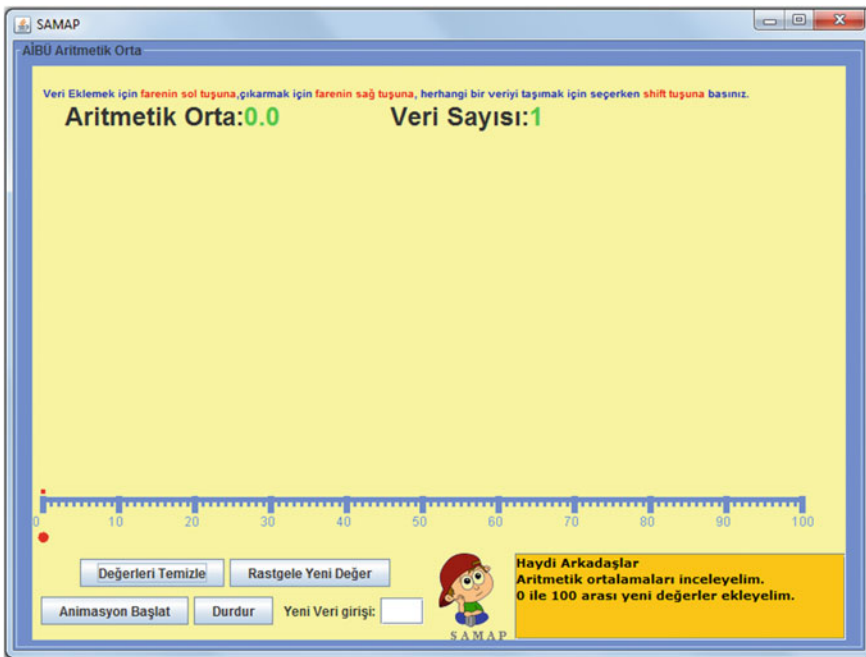 SAMAP
AİBÜ Aritmetik Orta
Veri Eklemek için farenin sol tuşuna,çıkarmak için farenin sağ tuşuna, herhangi bir veriyi taşımak için seçerken shift tuşuna basınız.
Aritmetik Orta:0.0 Veri Sayısı:1
0 10 20 30 40 50 60 70 80 90 100
Değerleri Temizle Rastgele Yeni Değer
Animasyon Başlat Durdur Yeni Veri girişi:
SAMAP
Haydi Arkadaşlar
Aritmetik ortalamaları inceleyelim.
0 ile 100 arası yeni değerler ekleyelim.